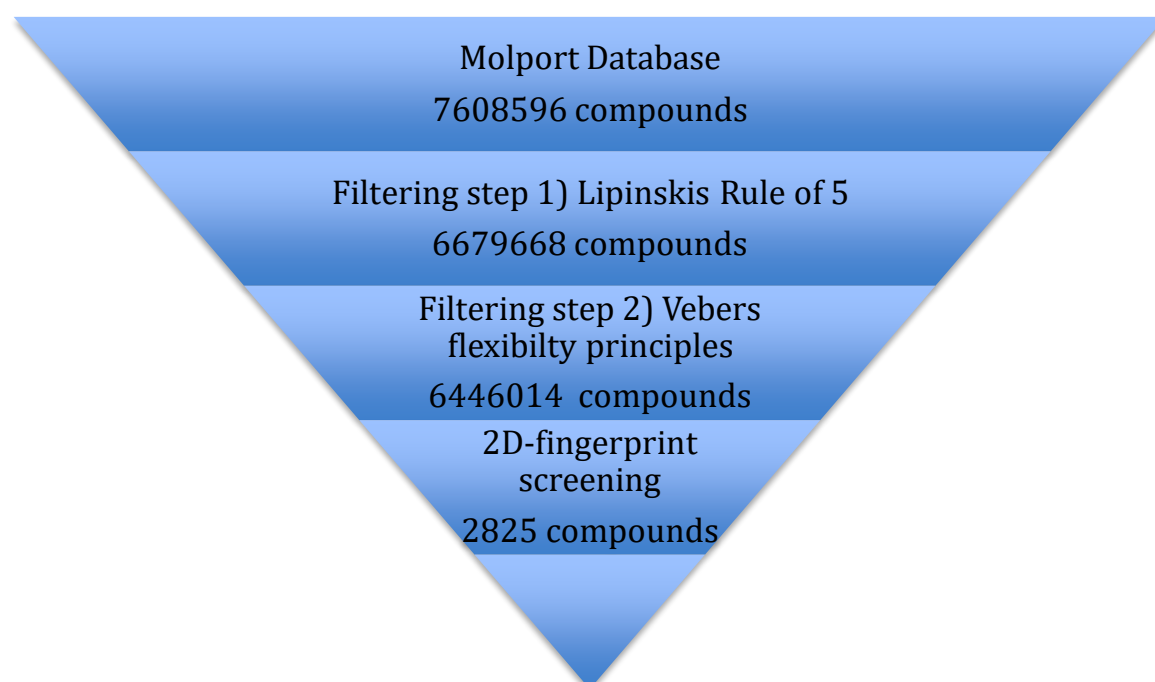 Molport Database
7608596 compounds
Filtering step 1) Lipinskis Rule of 5
6679668 compounds
Filtering step 2) Vebers
flexibilty principles
6446014 compounds
2D-fingerprint
screening
2825 compounds